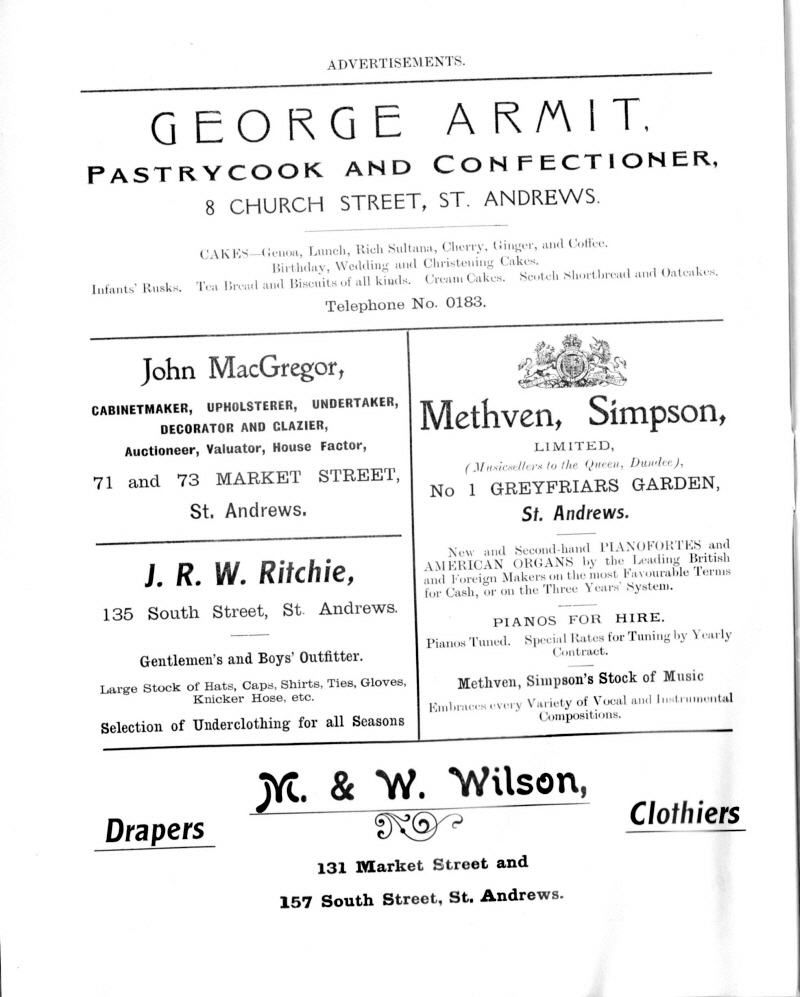 ADVERTISEMENTS.
GEORGE ARMIT,
PASTRYCOOK AND CONFECTIONER,
8 CHURCH STREET, ST. ANDREWS.
CAKES—Genoa, Lunch, Rich Sultana, Cherry, Ginger, and Coffee.
Birthday, Wedding and Christening Cakes.
Infants' Rusks. Tea Bread and Biscuits of all kinds. Cream Cakes. Scotch Shortbread and Oatcakes.
Telephone No. 0183.
John MacGregor,
CABINETMAKER, UPHOLSTERER, UNDERTAKER,
DECORATOR AND GLAZIER,
Auctioneer, Valuator, House Factor,
71 and 73 MARKET STREET,
St. Andrews.
J. R. W. Ritchie,
135 South Street, St. Andrews.
Gentlemen's and Boys' Outfitter.
Large Stock of Hats, Caps, Shirts, Ties, Gloves,
Knicker Hose, etc.
Selection of Underclothing for all Seasons
Methven, Simpson,
LIMITED,
(Musicsellers to the Queen, Dundee),
No 1 GREYFRIARS GARDEN,
St. Andrews.
New and Second-hand PIANOFORTES and
AMERICAN ORGANS by the Leading British
and Foreign Makers on the most Favourable Terms
for Cash, or on the Three Years' System.
PIANOS FOR HIRE.
Pianos Tuned. Special Rates for Tuning by Yearly
Contract.
Methven, Simpson's Stock of Music
Embraces every Variety of Vocal and Instrumental
Compositions.
M. & W. Wilson,
Drapers
Clothiers
131 Market Street and
157 South Street, St. Andrews.